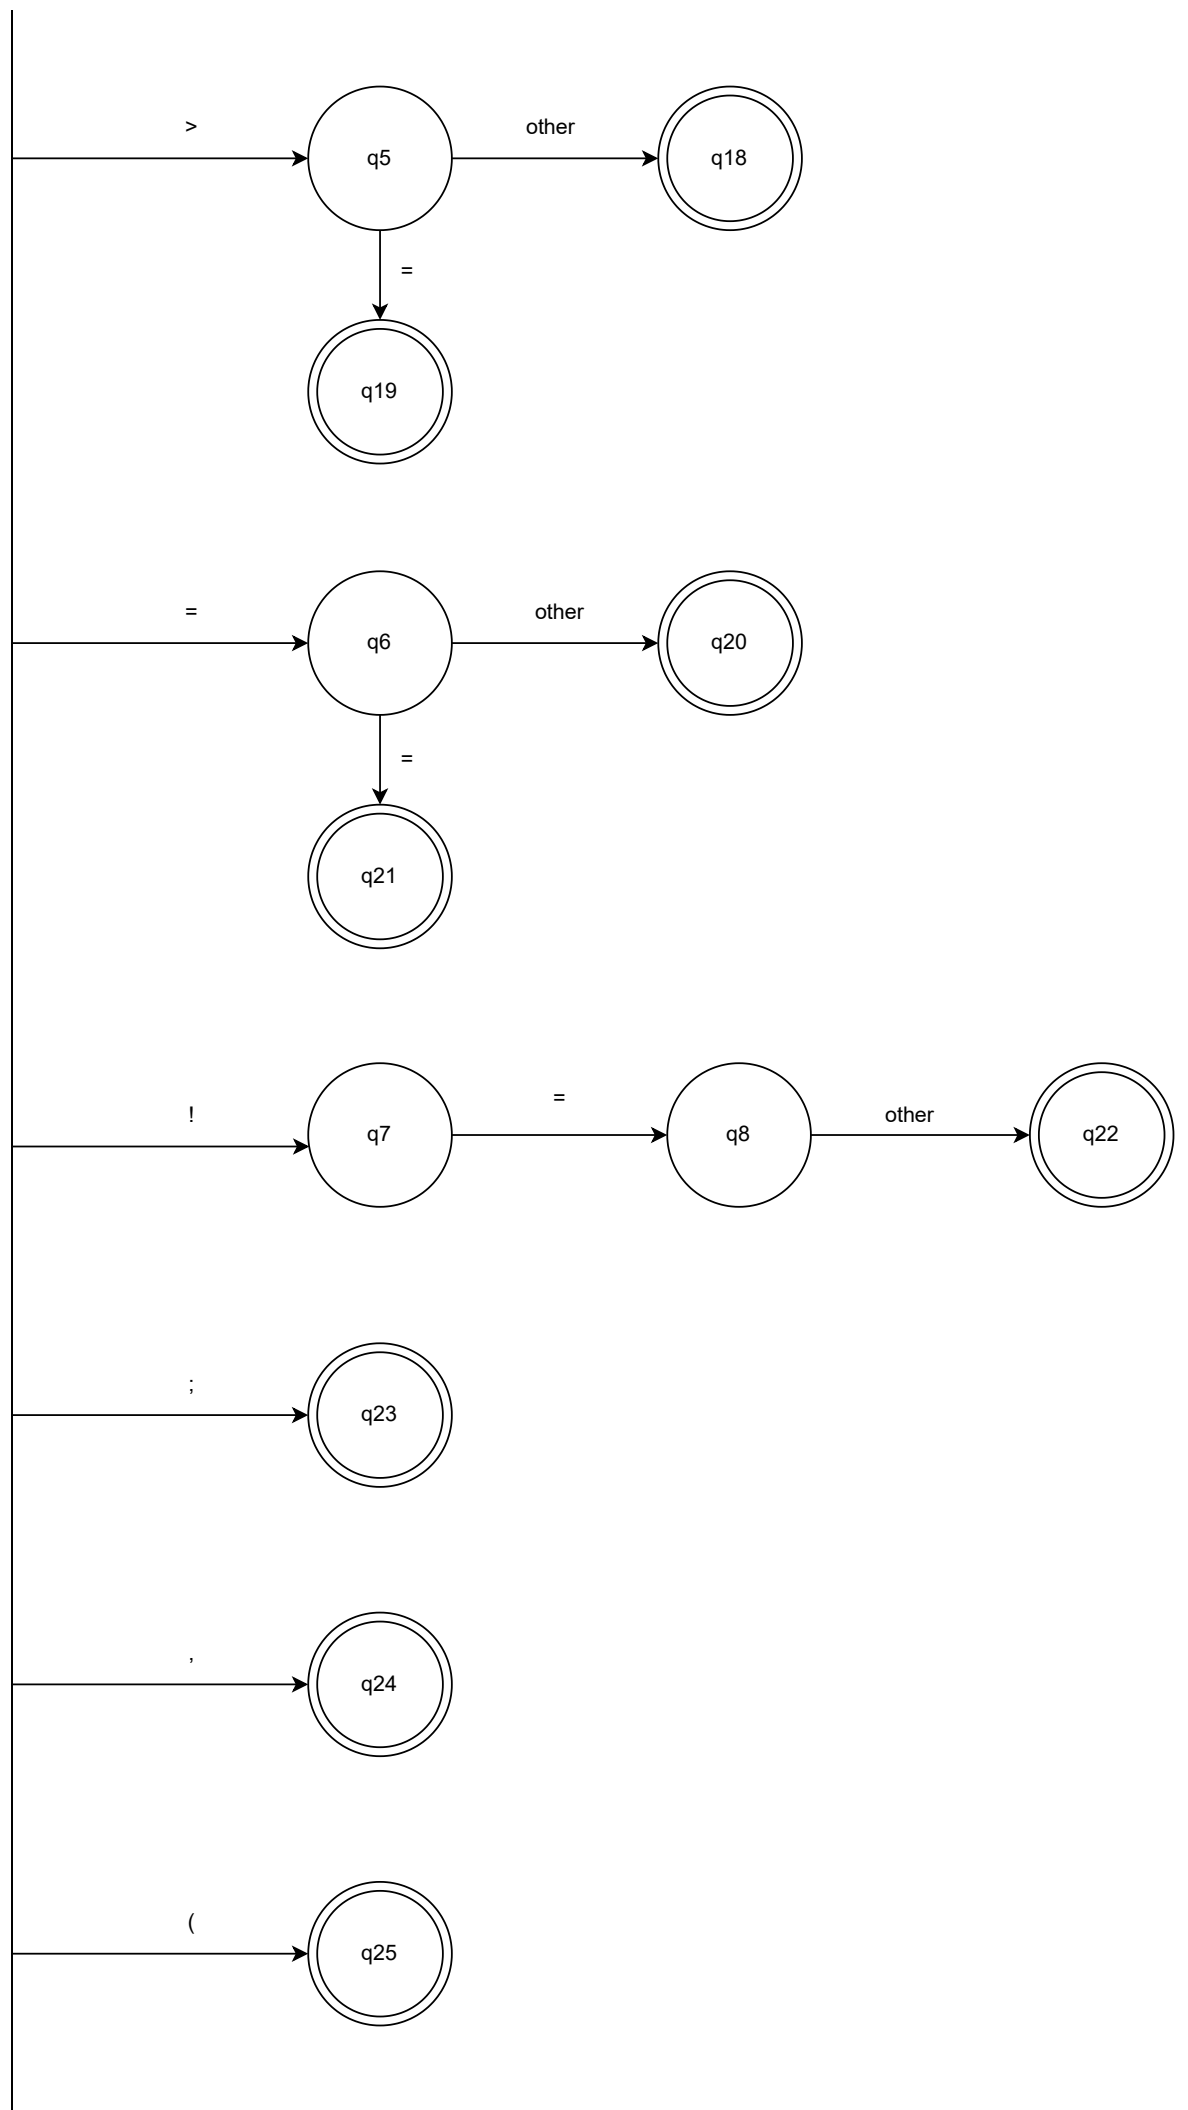 >
q5
other
q18
=
q19
=
q6
other
q20
=
q21
!
q7
=
q8
other
q22
;
q23
,
q24
(
q25